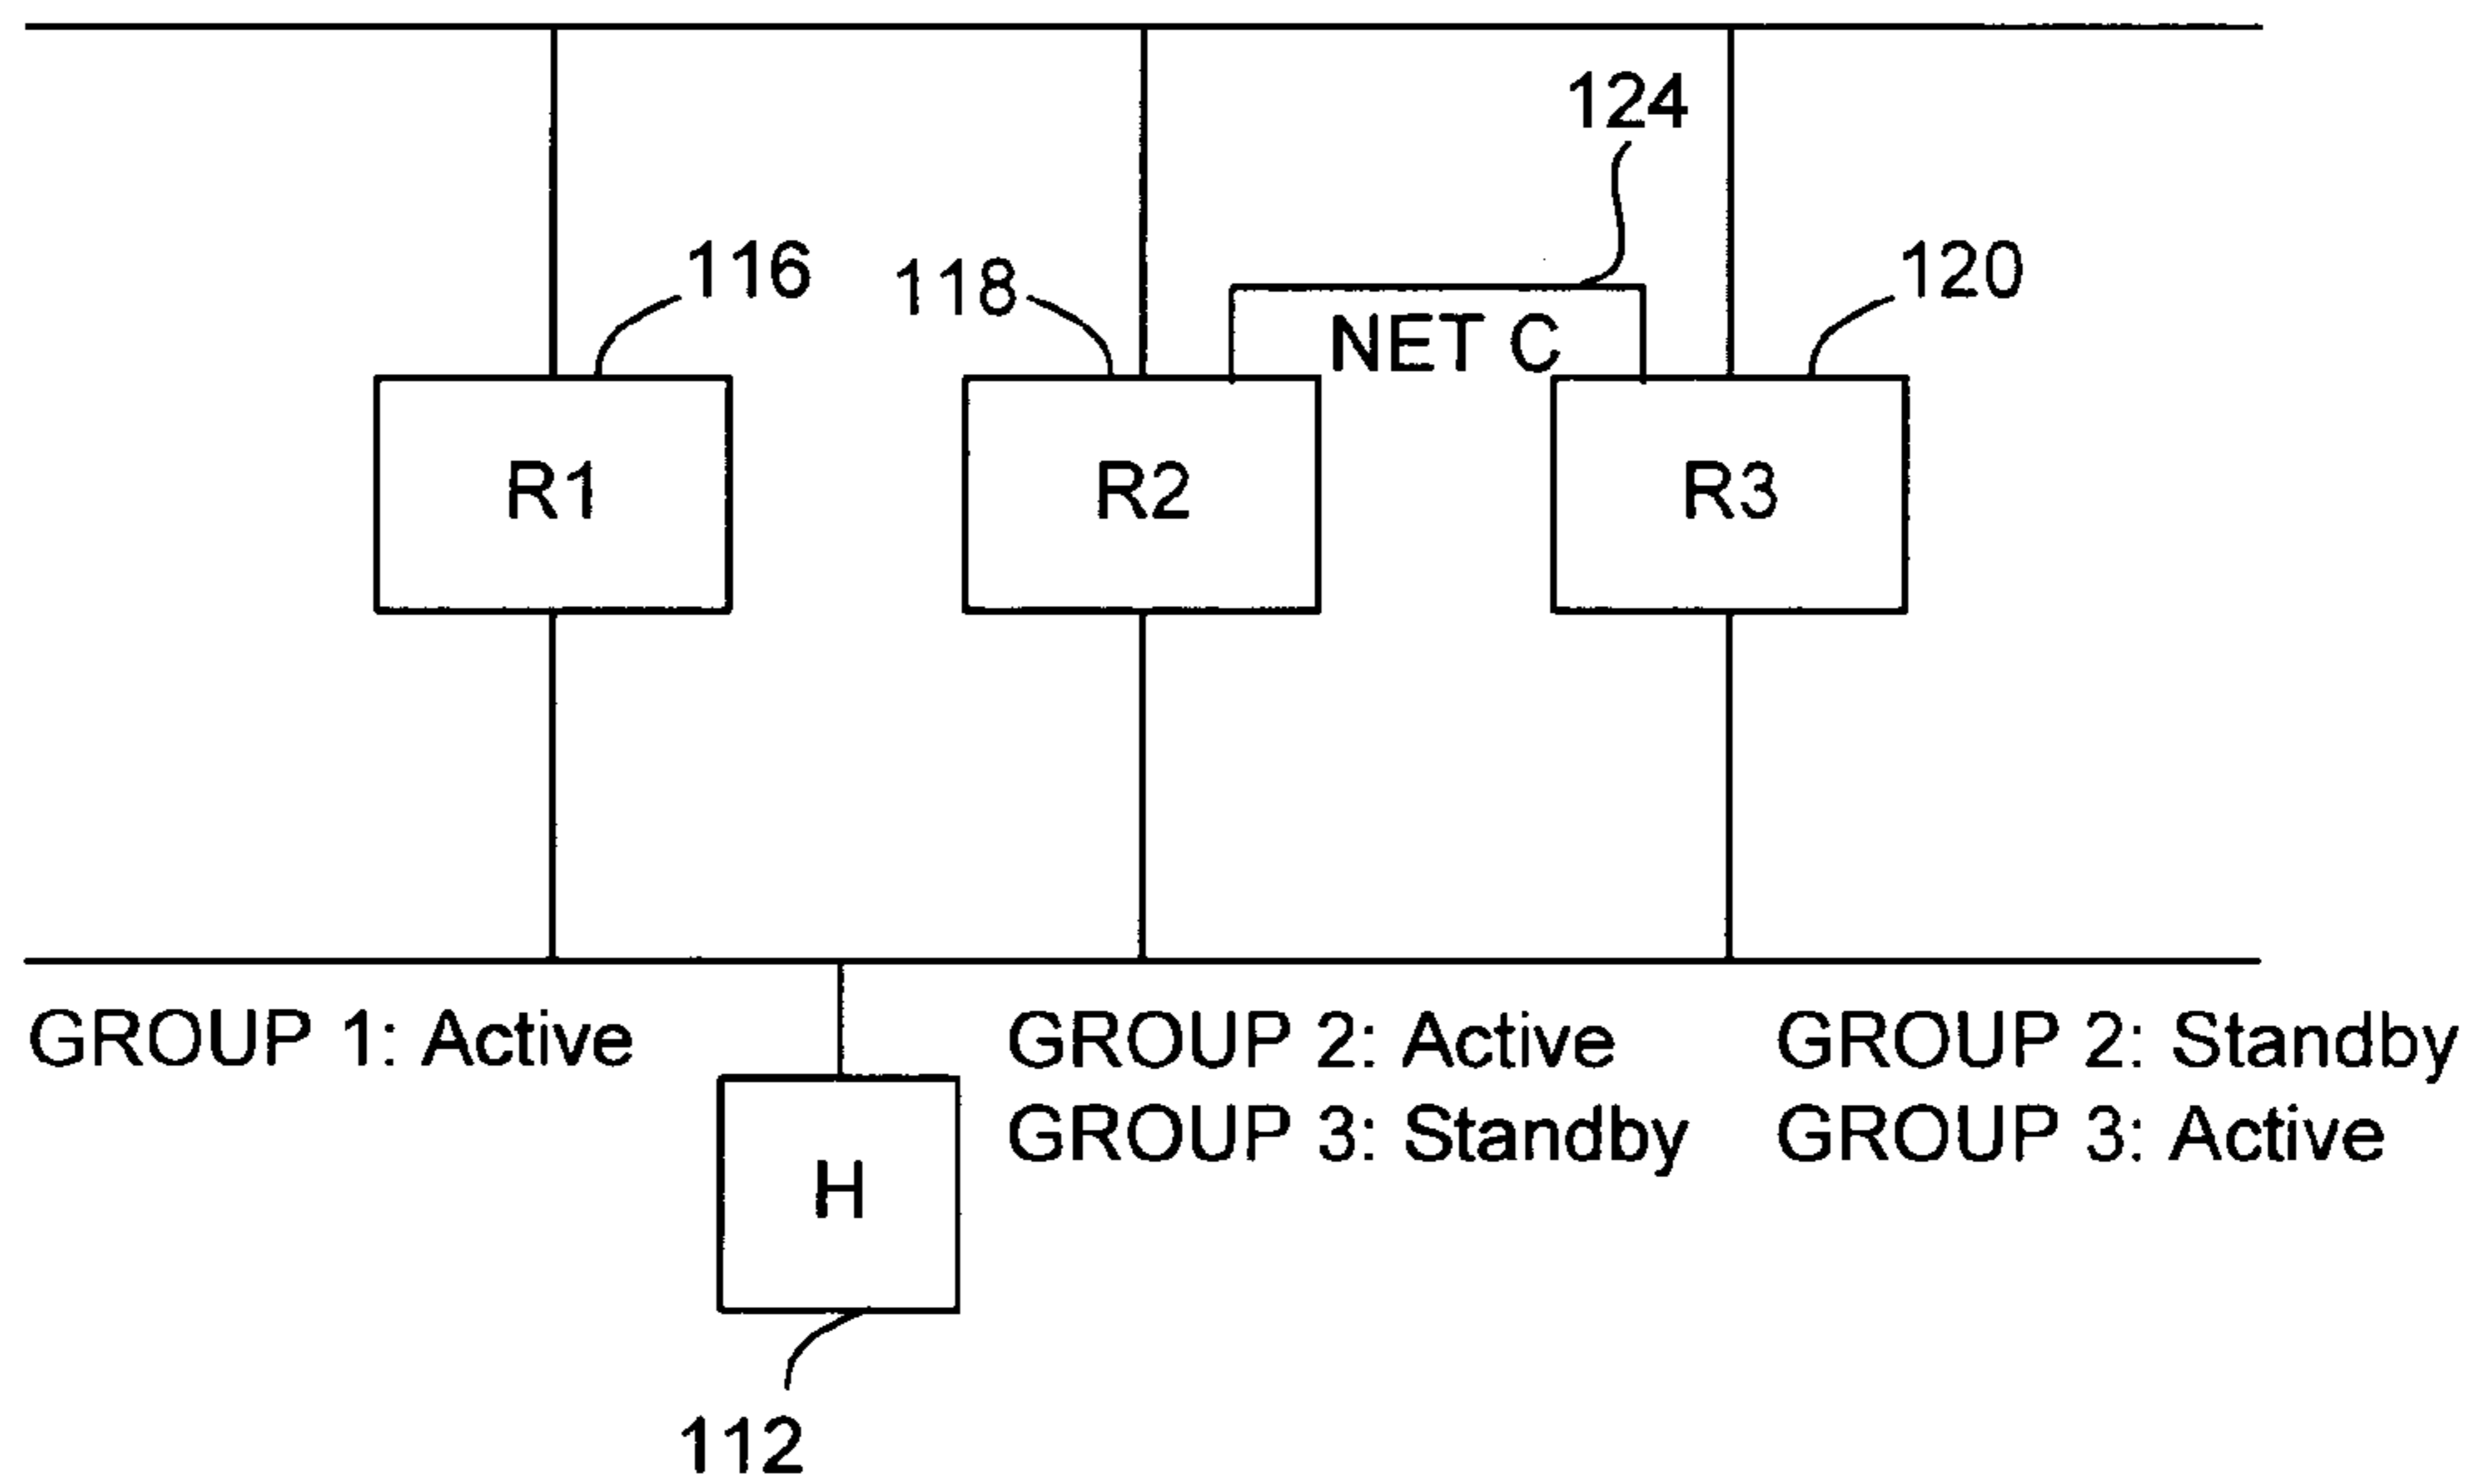 124
116
118
120
NET C
R1
R2
R3
GROUP 1: Active
GROUP 2: Active
GROUP 2: Standby
GROUP 3: Standby
GROUP 3: Active
H
112